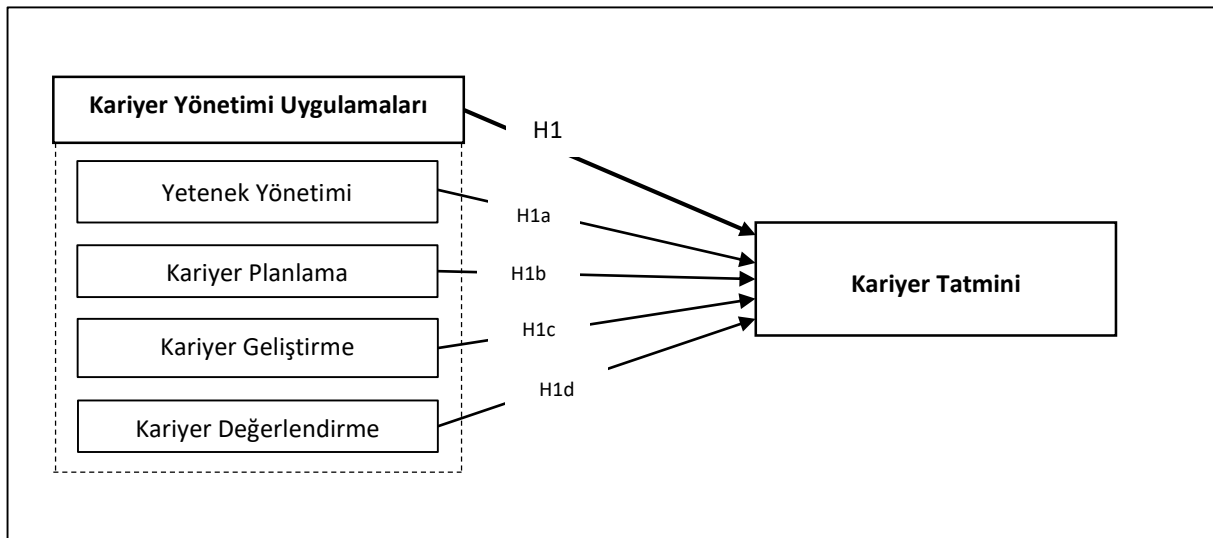 Kariyer Yönetimi Uygulamaları
H1
Yetenek Yönetimi
H1a
Kariyer Planlama
H1b
Kariyer Tatmini
Kariyer Geliştirme
H1c
H1d
Kariyer Değerlendirme